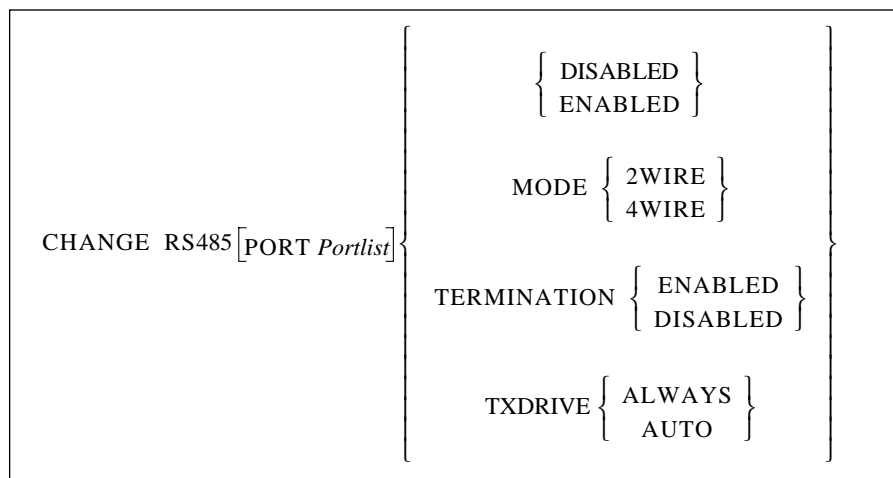 DISABLED
ENABLED
MODE { 2WIRE
4WIRE }
CHANGE RS485 [PORT Portlist]
TERMINATION { ENABLED
DISABLED }
TXDRIVE { ALWAYS
AUTO }